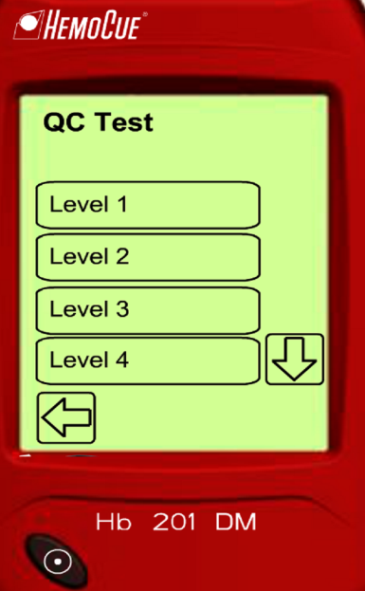 HEMOCUE®
QC Test
Level 1
Level 2
Level 3
Level 4
Hb 201 DM